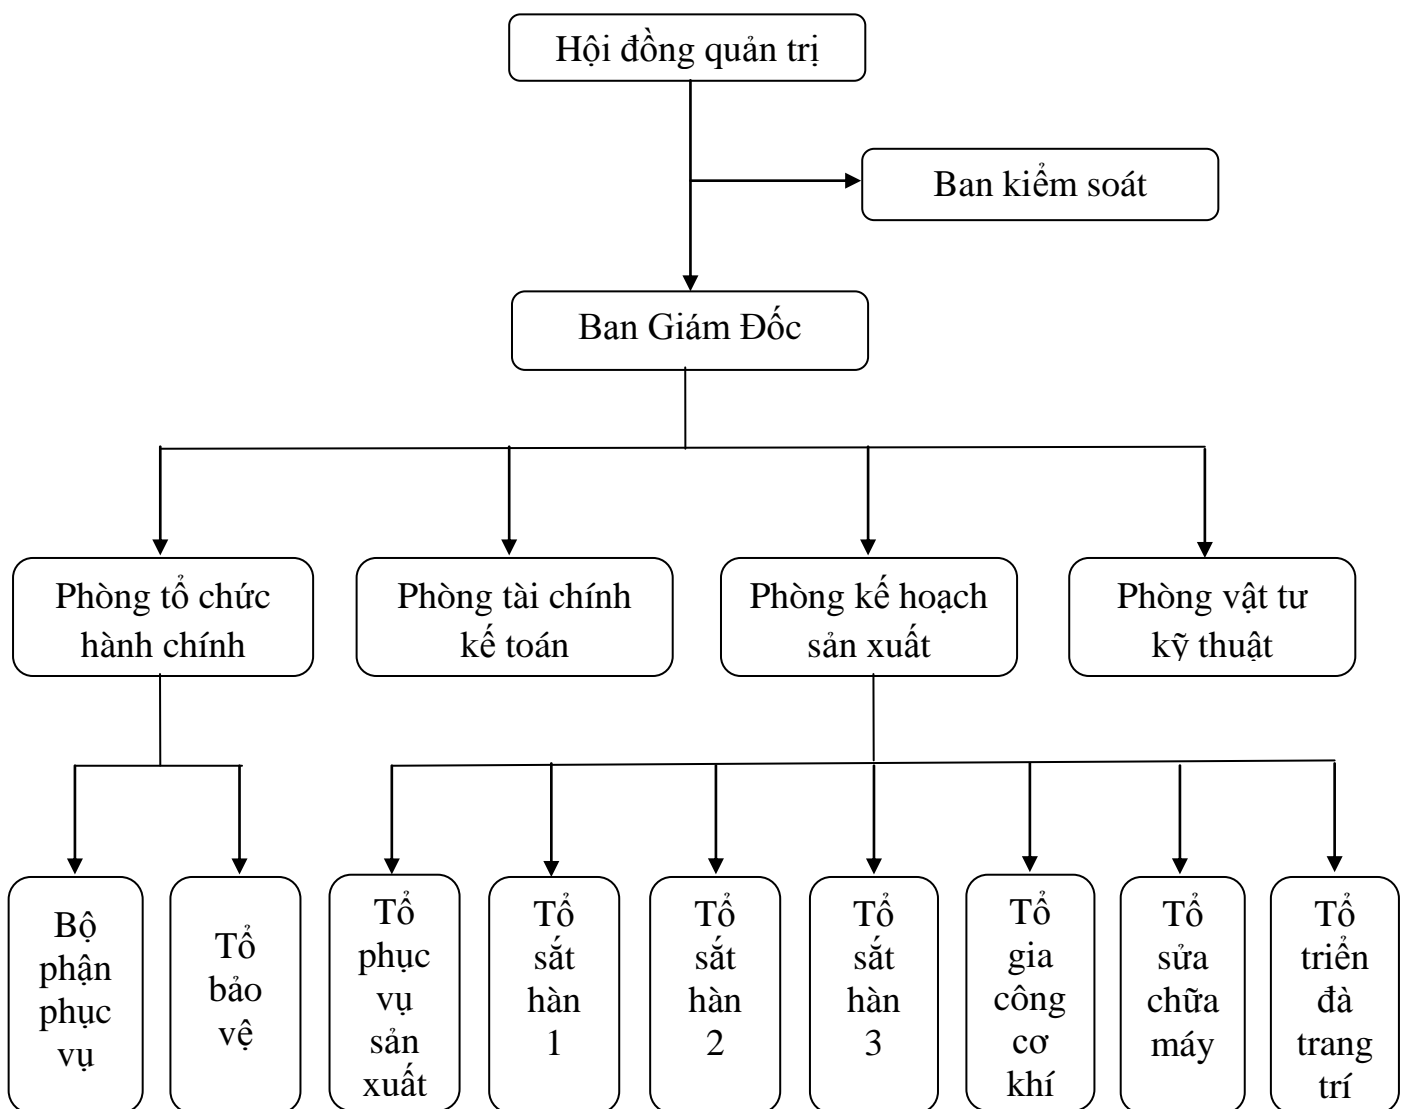 Hội đồng quản trị
Ban kiểm soát
Ban Giám Đốc
Phòng tổ chức
hành chính
Phòng tài chính
kế toán
Phòng kế hoạch
sản xuất
Phòng vật tư
kỹ thuật
Bộ
phận
phục
vụ
Tổ
bảo
vệ
Tổ
phục
vụ
sản
xuất
Tổ
sắt
hàn
1
Tổ
sắt
hàn
2
Tổ
sắt
hàn
3
Tổ
gia
công
cơ
khí
Tổ
sửa
chữa
máy
Tổ
triển
đà
trang
trí